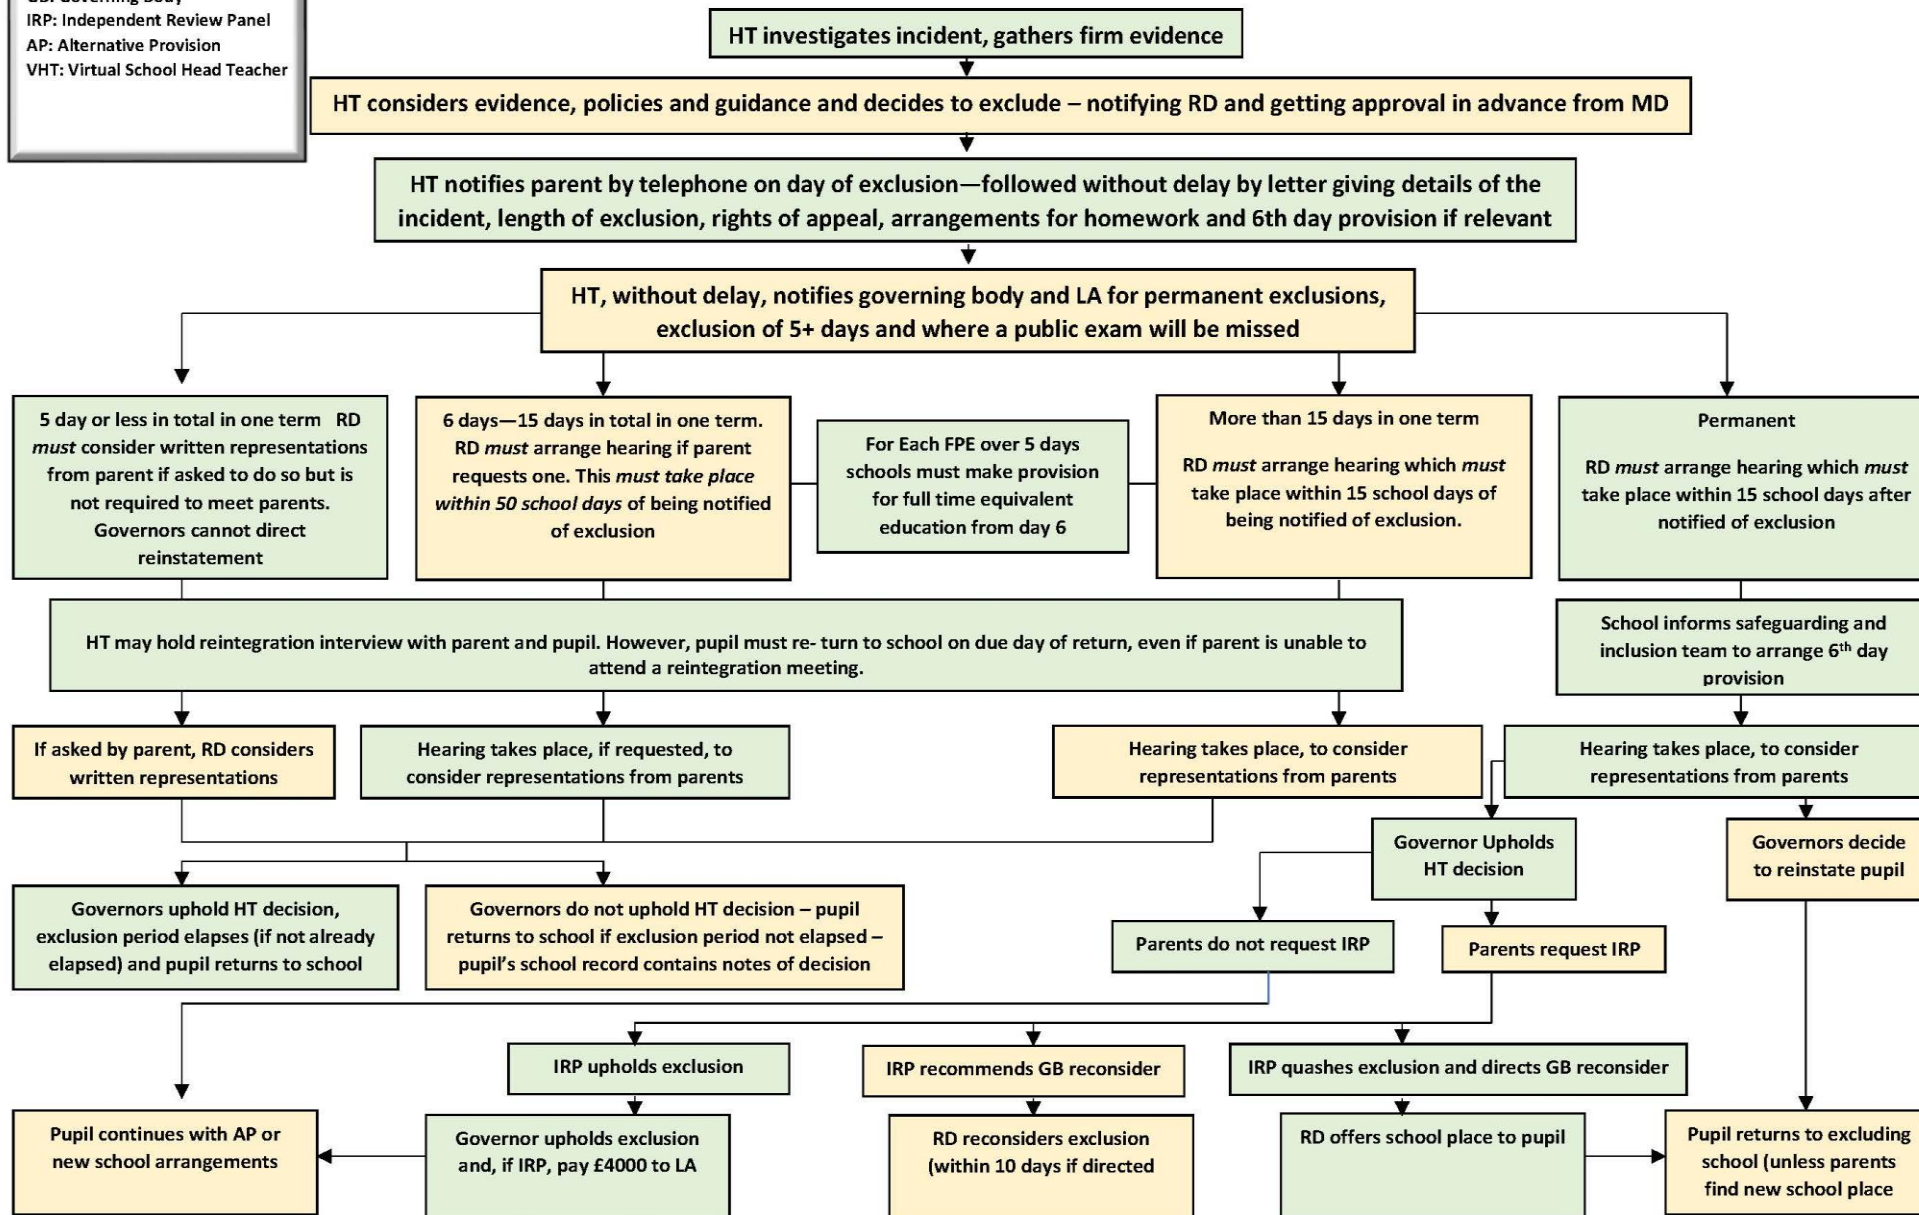 IRP: Independent Review Panel
AP: Alternative Provision
VHT: Virtual School Head Teacher
HT investigates incident, gathers firm evidence
HT considers evidence, policies and guidance and decides to exclude – notifying RD and getting approval in advance from MD
HT notifies parent by telephone on day of exclusion—followed without delay by letter giving details of the
incident, length of exclusion, rights of appeal, arrangements for homework and 6th day provision if relevant
HT, without delay, notifies governing body and LA for permanent exclusions,
exclusion of 5+ days and where a public exam will be missed
5 day or less in total in one term RD
must consider written representations
from parent if asked to do so but is
not required to meet parents.
Governors cannot direct
reinstatement
6 days—15 days in total in one term.
RD must arrange hearing if parent
requests one. This must take place
within 50 school days of being notified
of exclusion
For Each FPE over 5 days
schools must make provision
for full time equivalent
education from day 6
More than 15 days in one term
RD must arrange hearing which must
take place within 15 school days of
being notified of exclusion.
Permanent
RD must arrange hearing which must
take place within 15 school days after
notified of exclusion
HT may hold reintegration interview with parent and pupil. However, pupil must re- turn to school on due day of return, even if parent is unable to
attend a reintegration meeting.
School informs safeguarding and
inclusion team to arrange 6th day
provision
If asked by parent, RD considers
written representations
Hearing takes place, if requested, to
consider representations from parents
Hearing takes place, to consider
representations from parents
Hearing takes place, to consider
representations from parents
Governor Upholds
HT decision
Governors decide
to reinstate pupil
Governors uphold HT decision,
exclusion period elapses (if not already
elapsed) and pupil returns to school
Governors do not uphold HT decision – pupil
returns to school if exclusion period not elapsed –
pupil's school record contains notes of decision
Parents do not request IRP
Parents request IRP
IRP upholds exclusion
IRP recommends GB reconsider
IRP quashes exclusion and directs GB reconsider
Pupil continues with AP or
new school arrangements
Governor upholds exclusion
and, if IRP, pay £4000 to LA
RD reconsiders exclusion
(within 10 days if directed
RD offers school place to pupil
Pupil returns to excluding
school (unless parents
find new school place